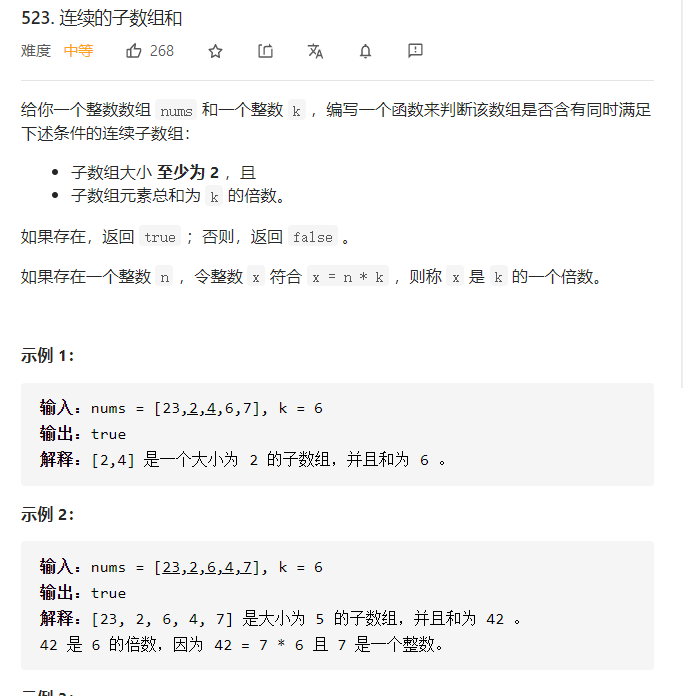 523. 连续的子数组和
难度 中等 268
给你一个整数数组 nums 和一个整数 k ，编写一个函数来判断该数组是否含有同时满足
下述条件的连续子数组：
子数组大小 至少为 2 ，且
子数组元素总和为 k 的倍数。
如果存在，返回 true ；否则，返回 false 。
如果存在一个整数 n ，令整数 x 符合 x = n * k ，则称 x 是 k 的一个倍数。
示例 1：
输入：nums = [23,2,4,6,7], k = 6
输出：true
解释：[2,4] 是一个大小为 2 的子数组，并且和为 6 。
示例 2：
输入：nums = [23,2,6,4,7], k = 6
输出：true
解释：[23, 2, 6, 4, 7] 是大小为 5 的子数组，并且和为 42 。
42 是 6 的倍数，因为 42 = 7 * 6 且 7 是一个整数。